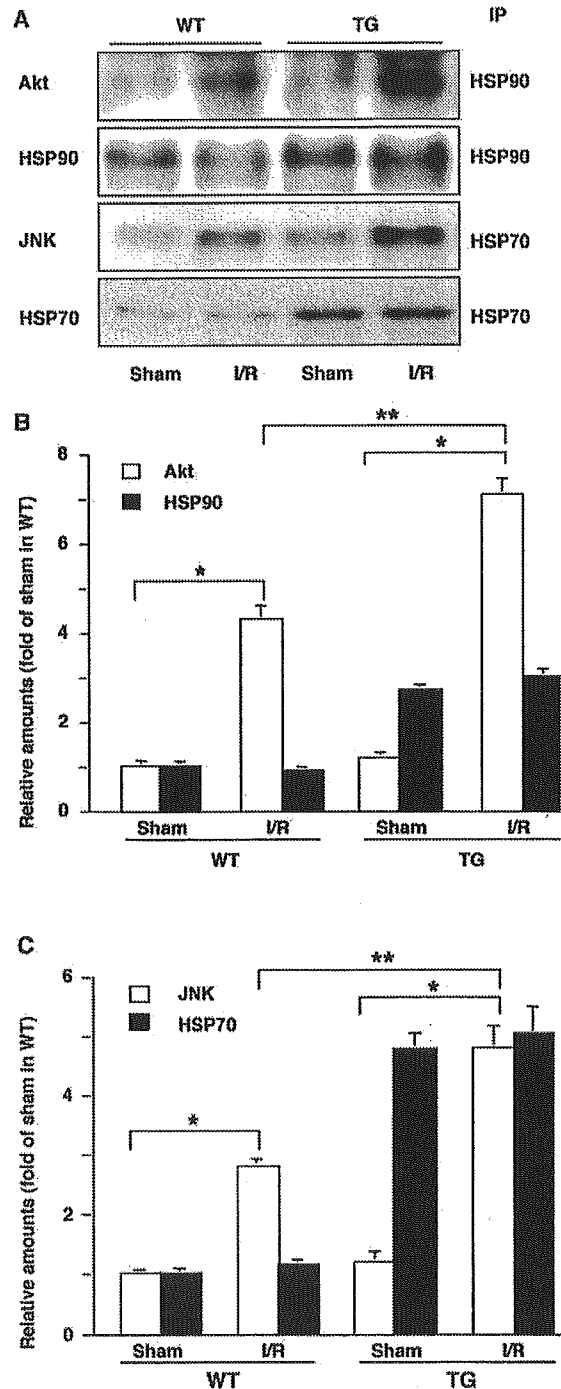 A
WT TG IP
Akt HSP90
HSP90 HSP90
JNK HSP70
HSP70 HSP70
Sham I/R Sham I/R
B
** 
*
*
8
6
4
2
0
Relative amounts (fold of sham in WT)
Akt
HSP90
Sham I/R Sham I/R
WT TG
C
**
*
*
6
4
2
0
Relative amounts (fold of sham in WT)
JNK
HSP70
Sham I/R Sham I/R
WT TG